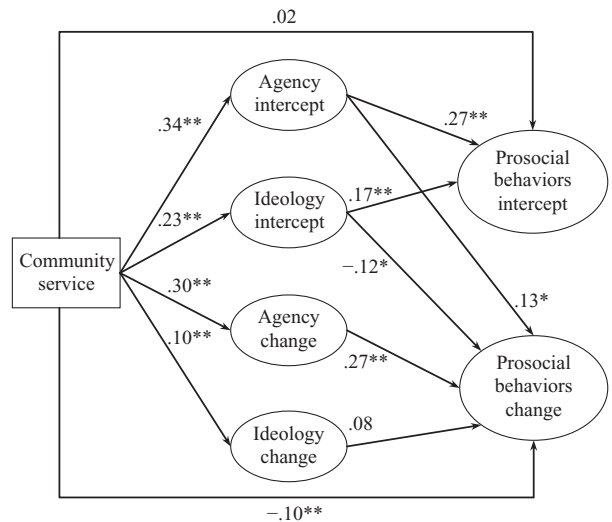 .02
Agency
intercept
.34**
.27**
Prosocial
behaviors
intercept
Ideology
intercept
.23**
.17**
Community
service
−.12*
.30**
.13*
Agency
change
.10**
.27**
Prosocial
behaviors
change
Ideology
change
.08
−.10**